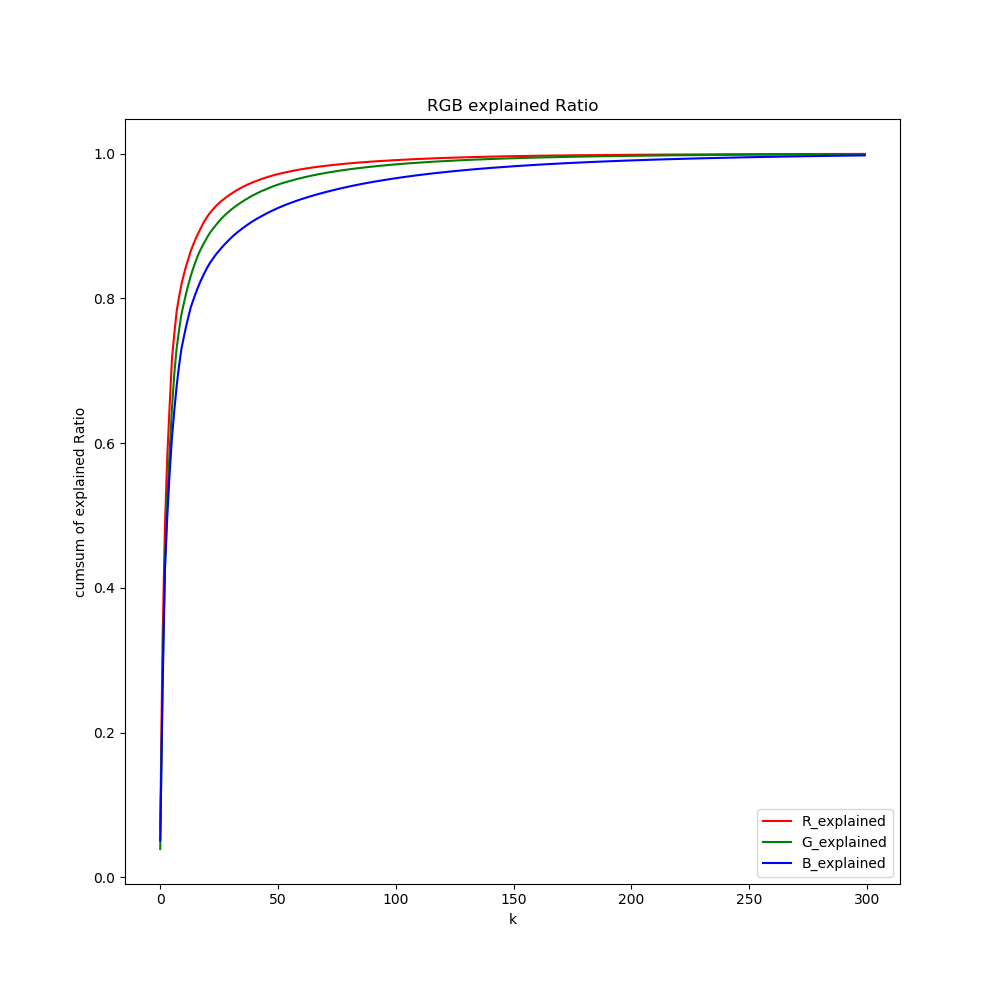 RGB explained Ratio
1.0
0.8
0.6
0.4
0.2
0.0
cumsum of explained Ratio
0 50 100 150 200 250 300
k
R_explained
G_explained
B_explained